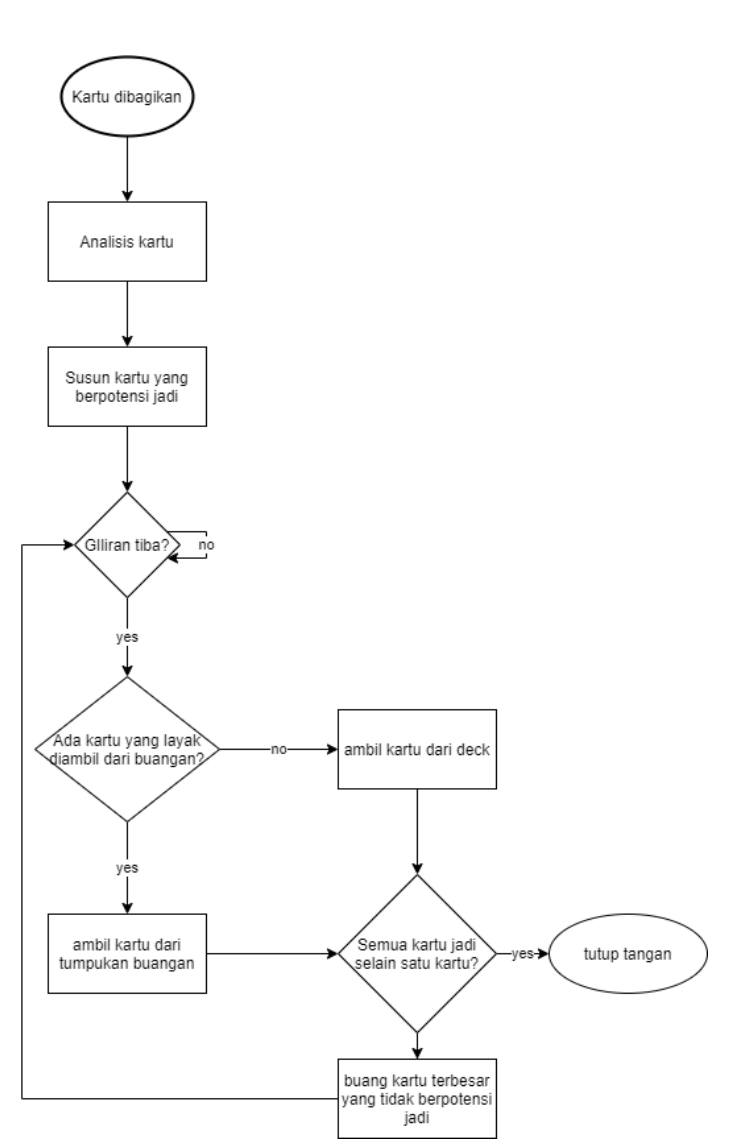 Kartu dibagikan
Analisis kartu
Susun kartu yang
berpotensi jadi
GIliran tiba?
no
yes
Ada kartu yang layak
diambil dari buangan?
no
ambil kartu dari deck
yes
ambil kartu dari
tumpukan buangan
Semua kartu jadi
selain satu kartu?
yes
tutup tangan
buang kartu terbesar
yang tidak berpotensi
jadi